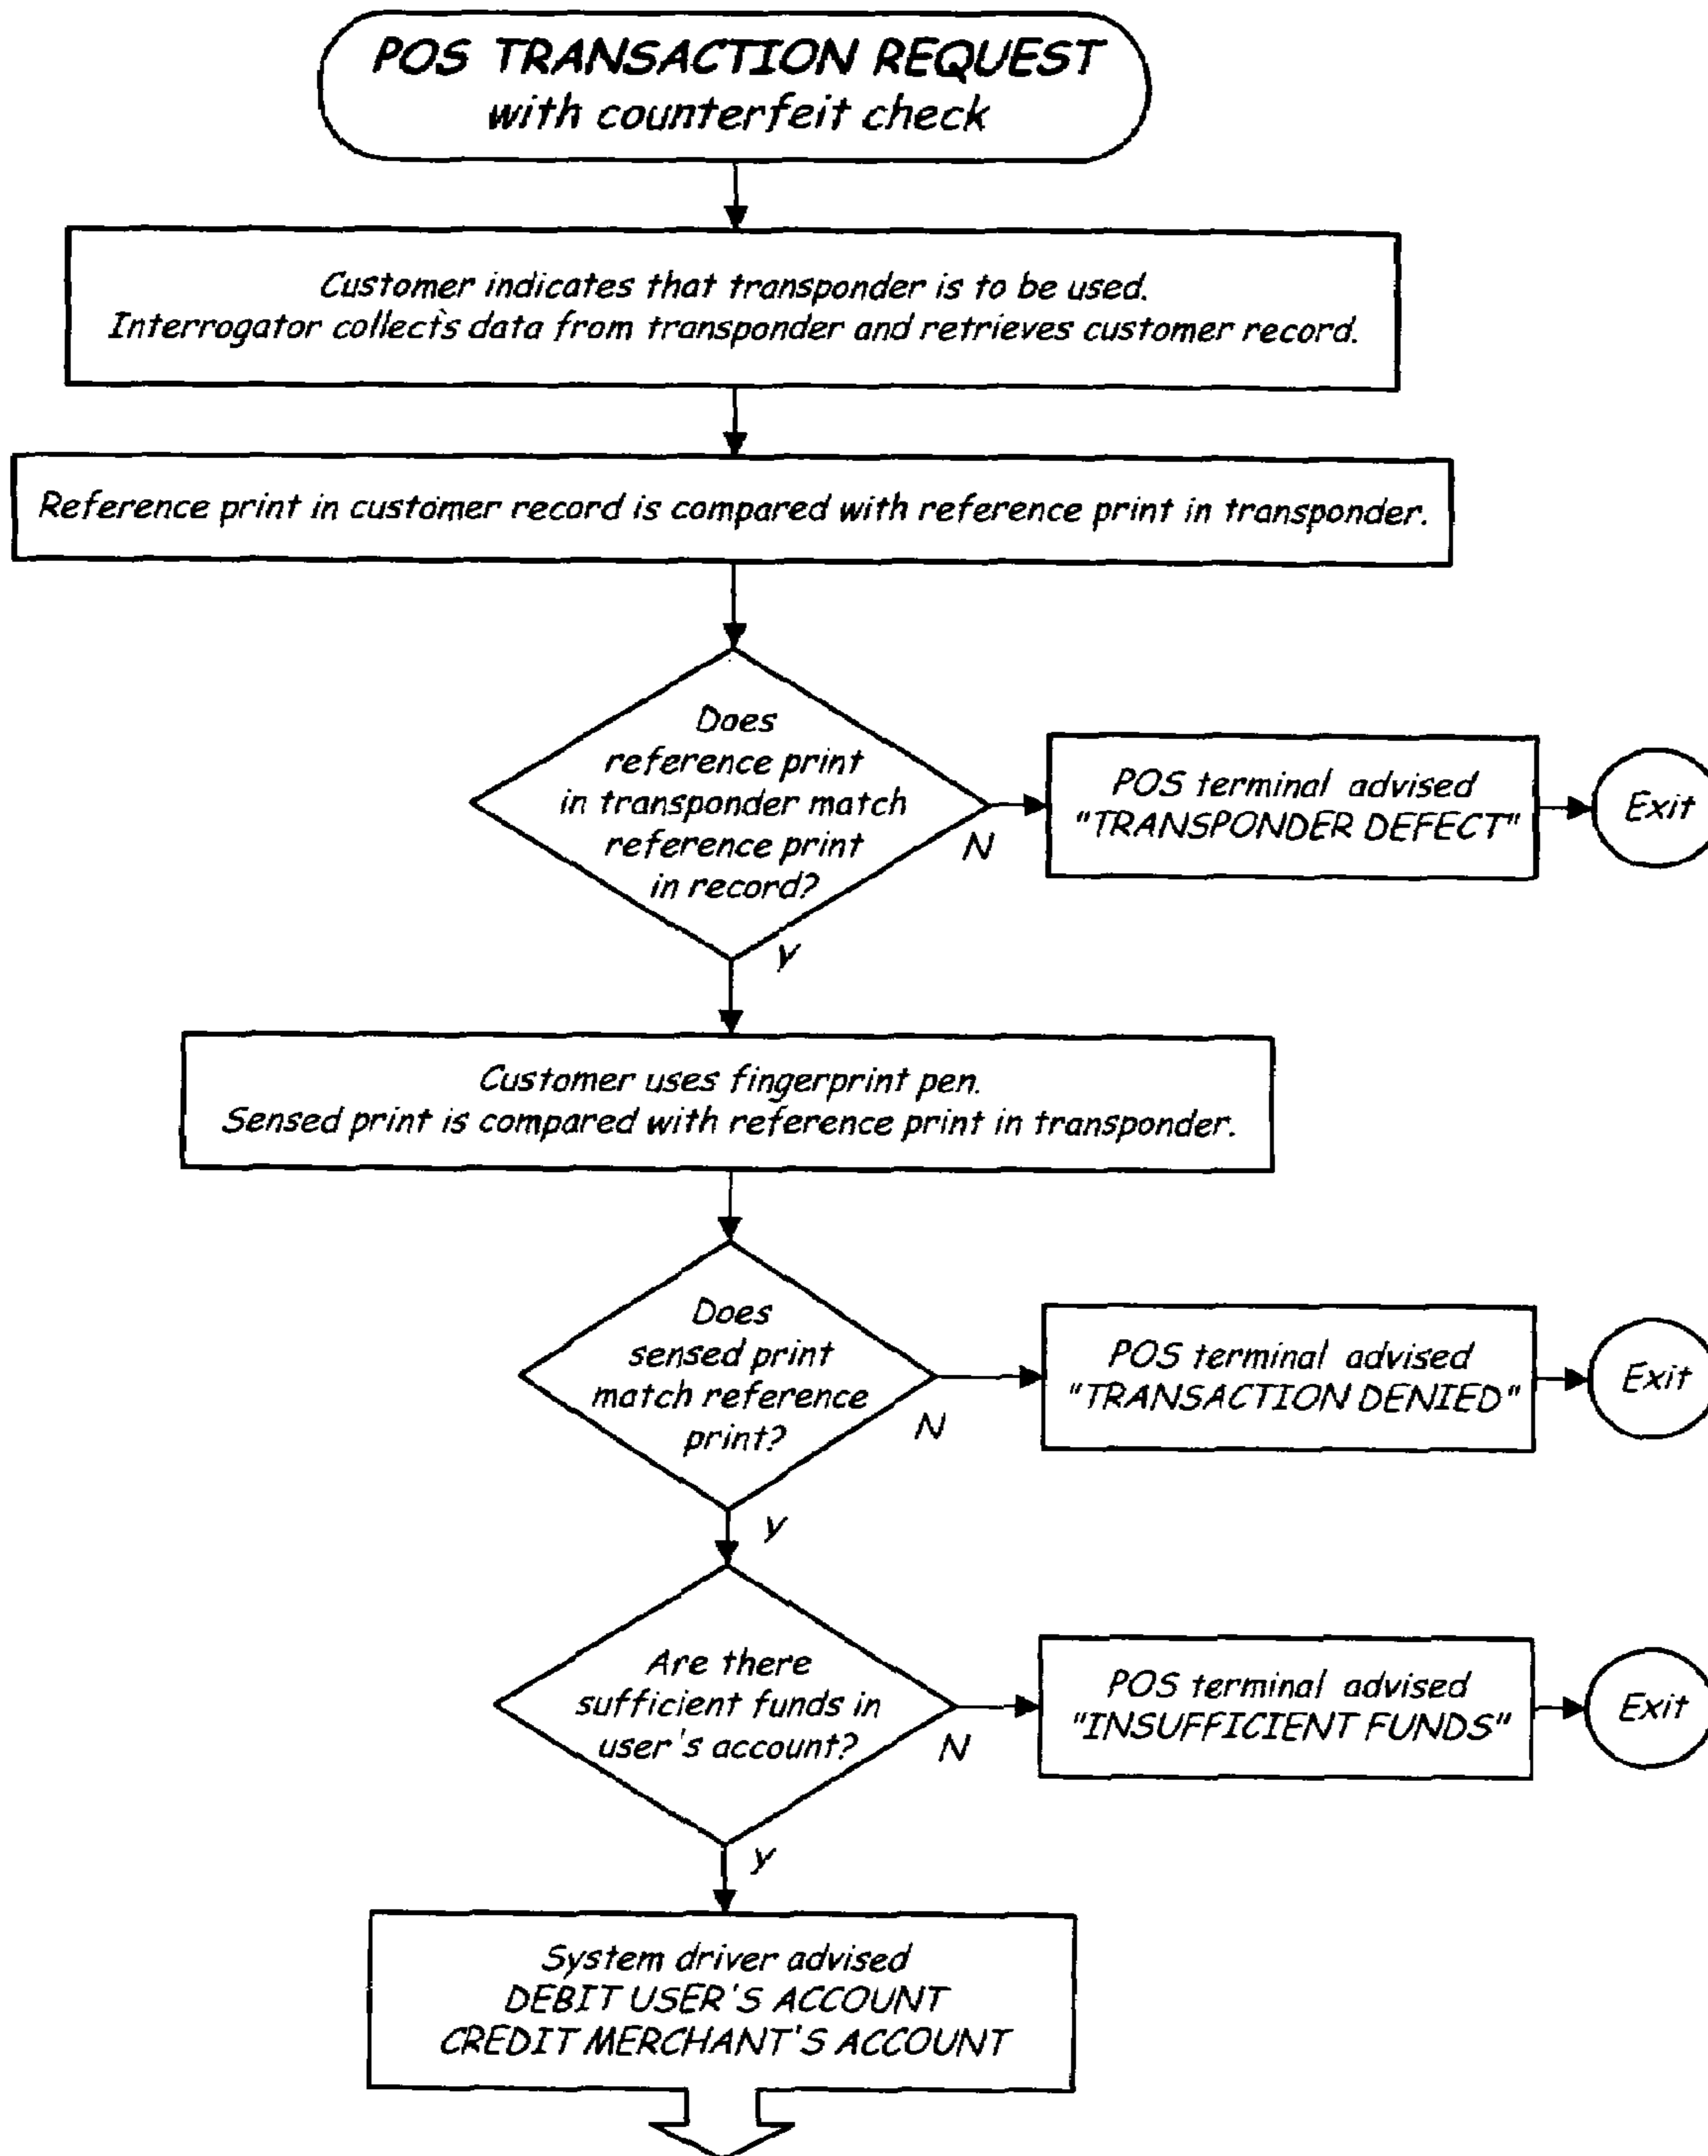 POS TRANSACTION REQUEST
with counterfeit check
Customer indicates that transponder is to be used.
Interrogator collects data from transponder and retrieves customer record.
Reference print in customer record is compared with reference print in transponder.
Does
reference print
in transponder match
reference print
in record?
N
POS terminal advised
"TRANSPONDER DEFECT"
Exit
Y
Customer uses fingerprint pen.
Sensed print is compared with reference print in transponder.
Does
sensed print
match reference
print?
N
POS terminal advised
"TRANSACTION DENIED"
Exit
Y
Are there
sufficient funds in
user's account?
N
POS terminal advised
"INSUFFICIENT FUNDS"
Exit
Y
System driver advised
DEBIT USER'S ACCOUNT
CREDIT MERCHANT'S ACCOUNT